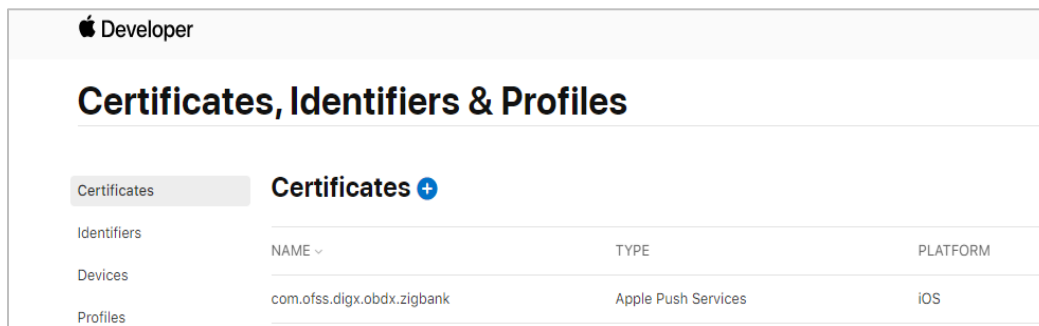 Developer
Certificates, Identifiers & Profiles
Certificates
Identifiers
Devices
Profiles
Certificates
NAME TYPE PLATFORM
com.ofss.digx.obdx.zigbank Apple Push Services iOS